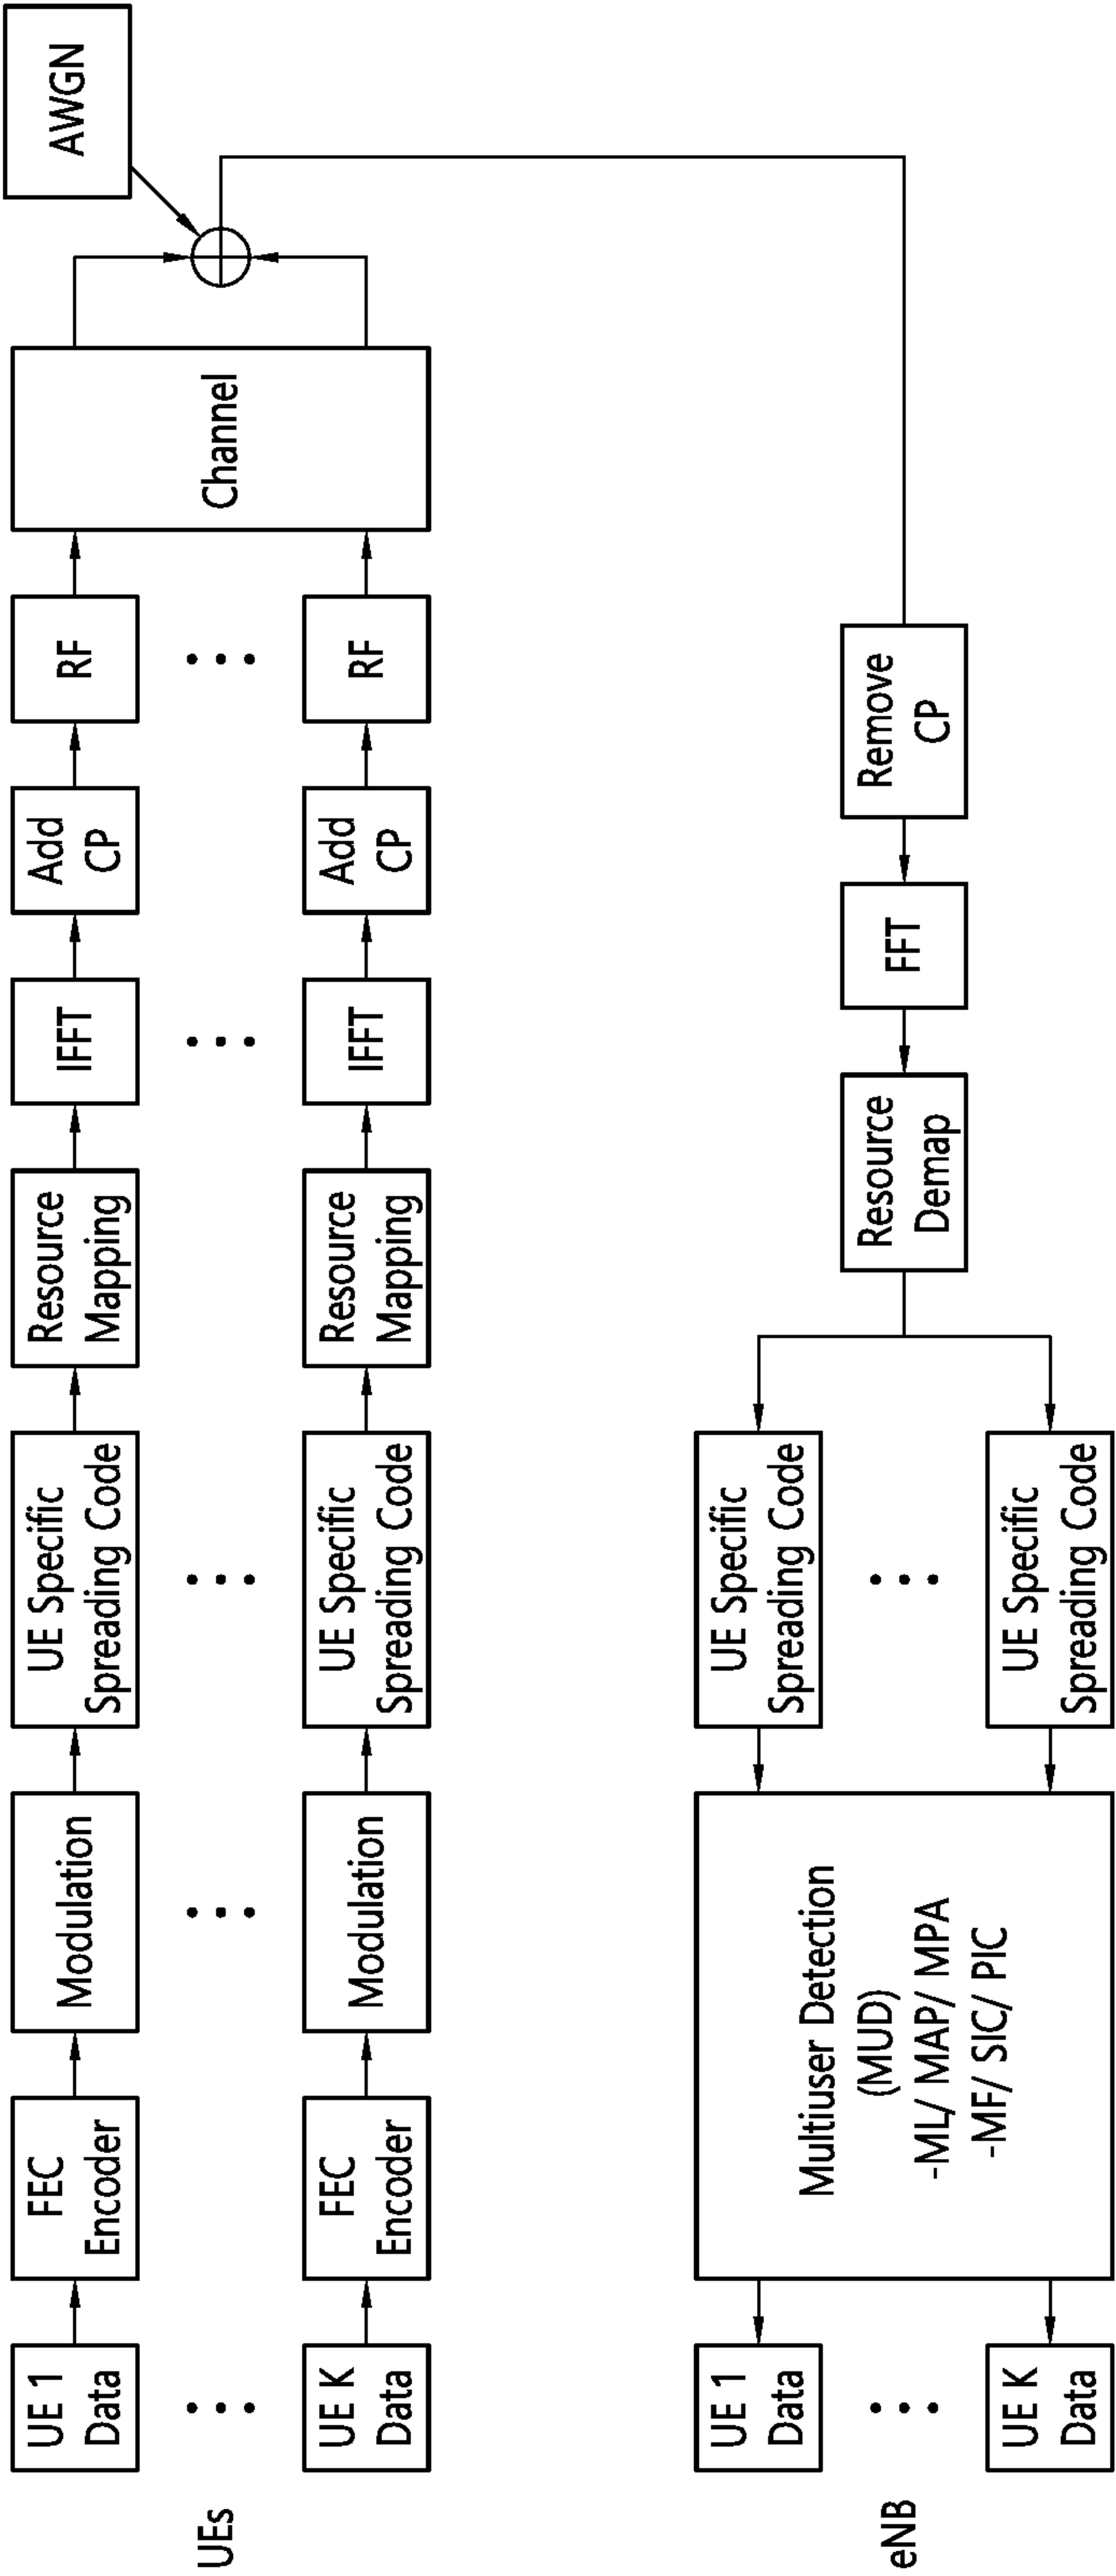 UEs
UE 1
Data
FEC
Encoder
Modulation
UE Specific
Spreading Code
Resource
Mapping
IFFT
Add
CP
RF
Channel
AWGN
UE K
Data
FEC
Encoder
Modulation
UE Specific
Spreading Code
Resource
Mapping
IFFT
Add
CP
RF
eNB
UE 1
Data
Multiuser Detection
(MUD)
-ML/ MAP/ MPA
-MF/ SIC/ PIC
UE Specific
Spreading Code
Resource
Demap
FFT
Remove
CP
UE K
Data
UE Specific
Spreading Code